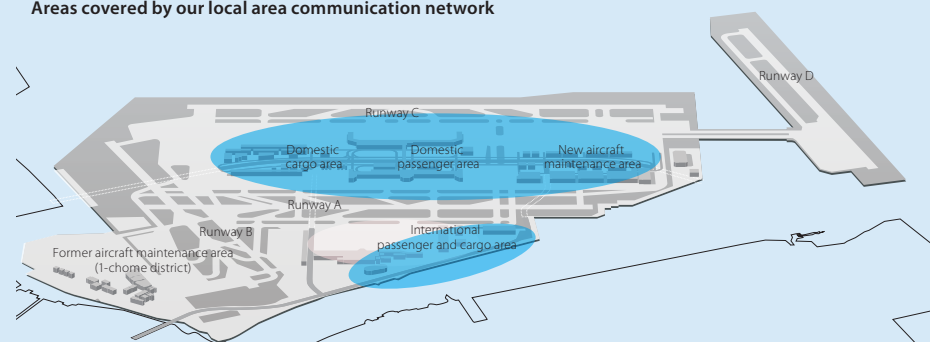 Areas covered by our local area communication network
Runway D
Runway C
Domestic
cargo area
Domestic
passenger area
New aircraft
maintenance area
Runway A
Runway B
International
passenger and cargo area
Former aircraft maintenance area
(1-chome district)